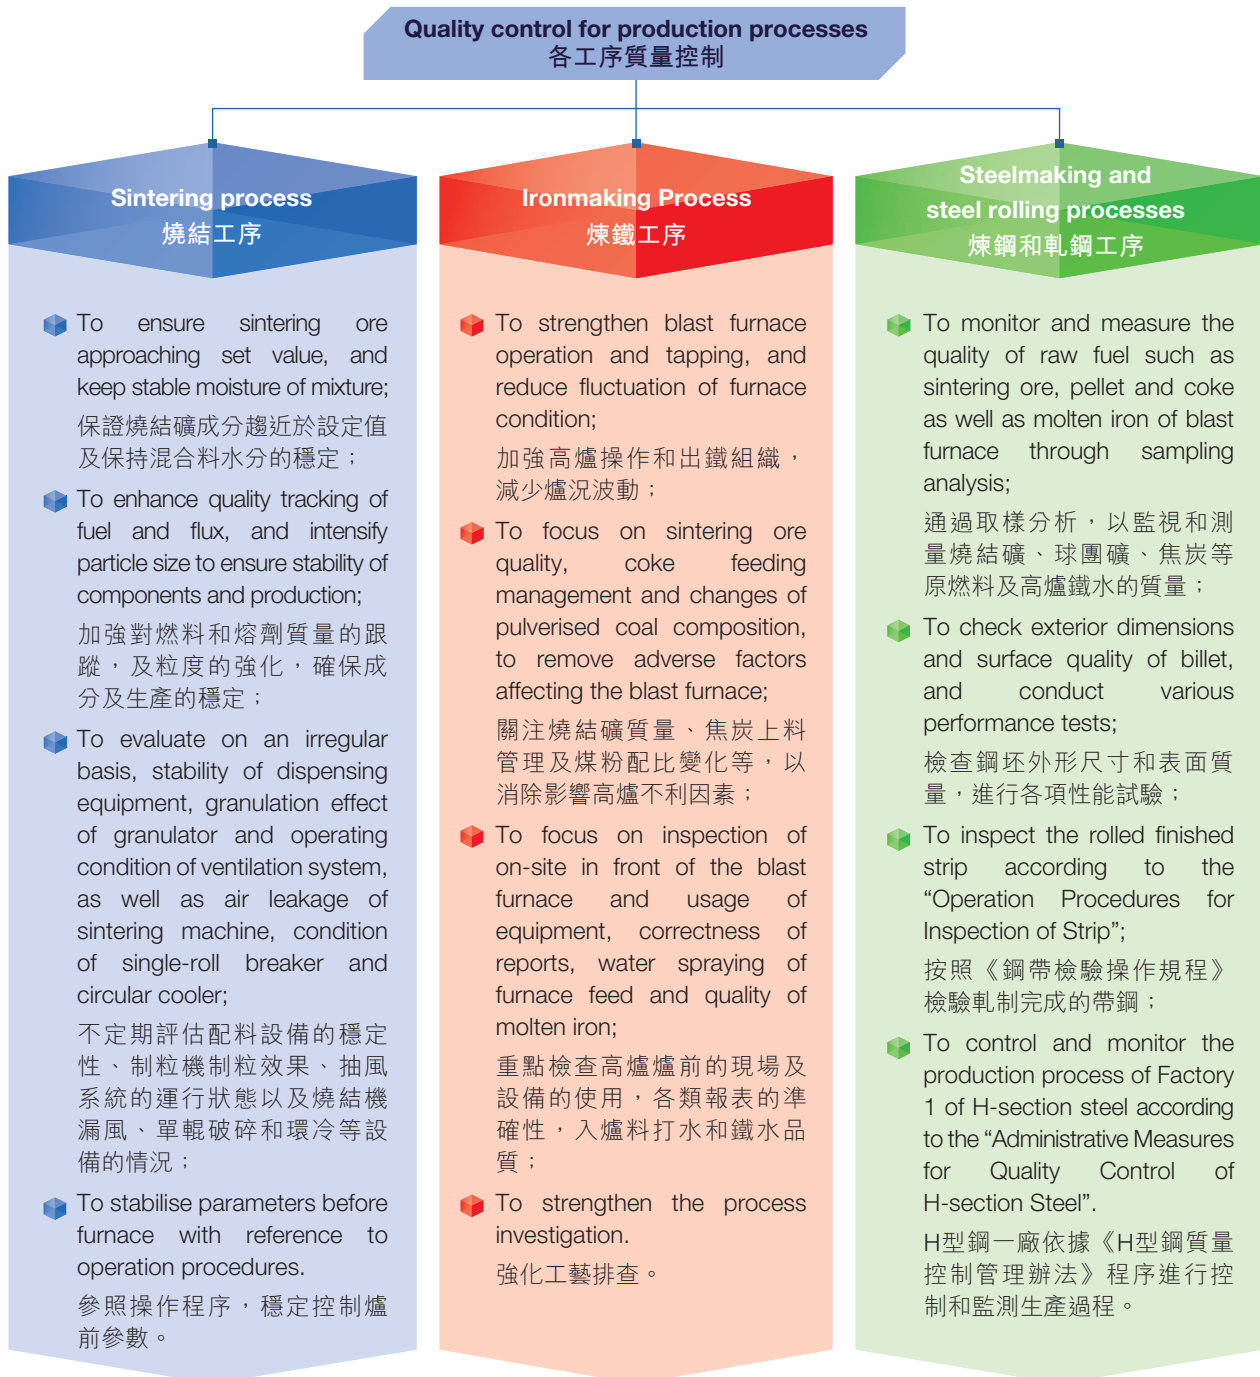 Quality control for production processes
各工序質量控制
Sintering process
燒結工序
To ensure sintering ore
approaching set value, and
keep stable moisture of mixture;
保證燒結礦成分趨近於設定值
及保持混合料水分的穩定；
To enhance quality tracking of
fuel and flux, and intensify
particle size to ensure stability of
components and production;
加強對燃料和熔劑質量的跟
蹤，及粒度的強化，確保成
分及生產的穩定；
To evaluate on an irregular
basis, stability of dispensing
equipment, granulation effect
of granulator and operating
condition of ventilation system,
as well as air leakage of
sintering machine, condition
of single-roll breaker and
circular cooler;
不定期評估配料設備的穩定
性、制粒機制粒效果、抽風
系統的運行狀態以及燒結機
漏風、單輥破碎和環冷等設
備的情況；
To stabilise parameters before
furnace with reference to
operation procedures.
參照操作程序，穩定控制爐
前參數。
Ironmaking Process
煉鐵工序
To strengthen blast furnace
operation and tapping, and
reduce fluctuation of furnace
condition;
加強高爐操作和出鐵組織，
減少爐況波動；
To focus on sintering ore
quality, coke feeding
management and changes of
pulverised coal composition,
to remove adverse factors
affecting the blast furnace;
關注燒結礦質量、焦炭上料
管理及煤粉配比變化等，以
消除影響高爐不利因素；
To focus on inspection of
on-site in front of the blast
furnace and usage of
equipment, correctness of
reports, water spraying of
furnace feed and quality of
molten iron;
重點檢查高爐爐前的現場及
設備的使用，各類報表的準
確性，入爐料打水和鐵水品
質；
To strengthen the process
investigation.
強化工藝排查。
Steelmaking and
steel rolling processes
煉鋼和軋鋼工序
To monitor and measure the
quality of raw fuel such as
sintering ore, pellet and coke
as well as molten iron of blast
furnace through sampling
analysis;
通過取樣分析，以監視和測
量燒結礦、球團礦、焦炭等
原燃料及高爐鐵水的質量；
To check exterior dimensions
and surface quality of billet,
and conduct various
performance tests;
檢查鋼坯外形尺寸和表面質
量，進行各項性能試驗；
To inspect the rolled finished
strip according to the
“Operation Procedures for
Inspection of Strip”;
按照《鋼帶檢驗操作規程》
檢驗軋制完成的帶鋼；
To control and monitor the
production process of Factory
1 of H-section steel according
to the “Administrative Measures
for Quality Control of
H-section Steel”.
H型鋼一廠依據《H型鋼質量
控制管理辦法》程序進行控
制和監測生產過程。